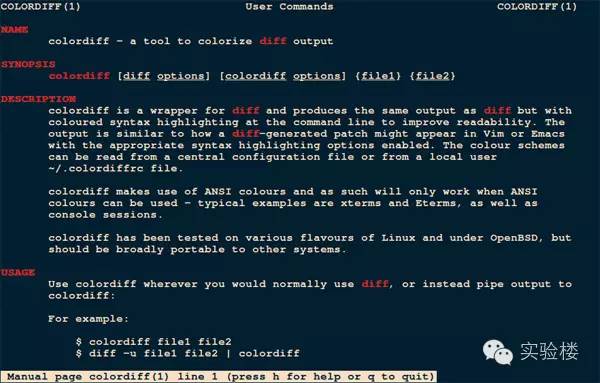 COLORDIFF(1) User Commands COLORDIFF(1)
NAME
colordiff - a tool to colorize diff output
SYNOPSIS
colordiff [diff options] [colordiff options] {file1} {file2}
DESCRIPTION
colordiff is a wrapper for diff and produces the same output as diff but with
coloured syntax highlighting at the command line to improve readability. The
output is similar to how a diff-generated patch might appear in Vim or Emacs
with the appropriate syntax highlighting options enabled. The colour schemes
can be read from a central configuration file or from a local user
~/.colordiffrc file.
colordiff makes use of ANSI colours and as such will only work when ANSI
colours can be used - typical examples are xterms and Eterms, as well as
console sessions.
colordiff has been tested on various flavours of Linux and under OpenBSD, but
should be broadly portable to other systems.
USAGE
Use colordiff wherever you would normally use diff, or instead pipe output to
colordiff:
For example:
$ colordiff file1 file2
$ diff -u file1 file2 | colordiff
实验楼
Manual page colordiff(1) line 1 (press h for help or q to quit)